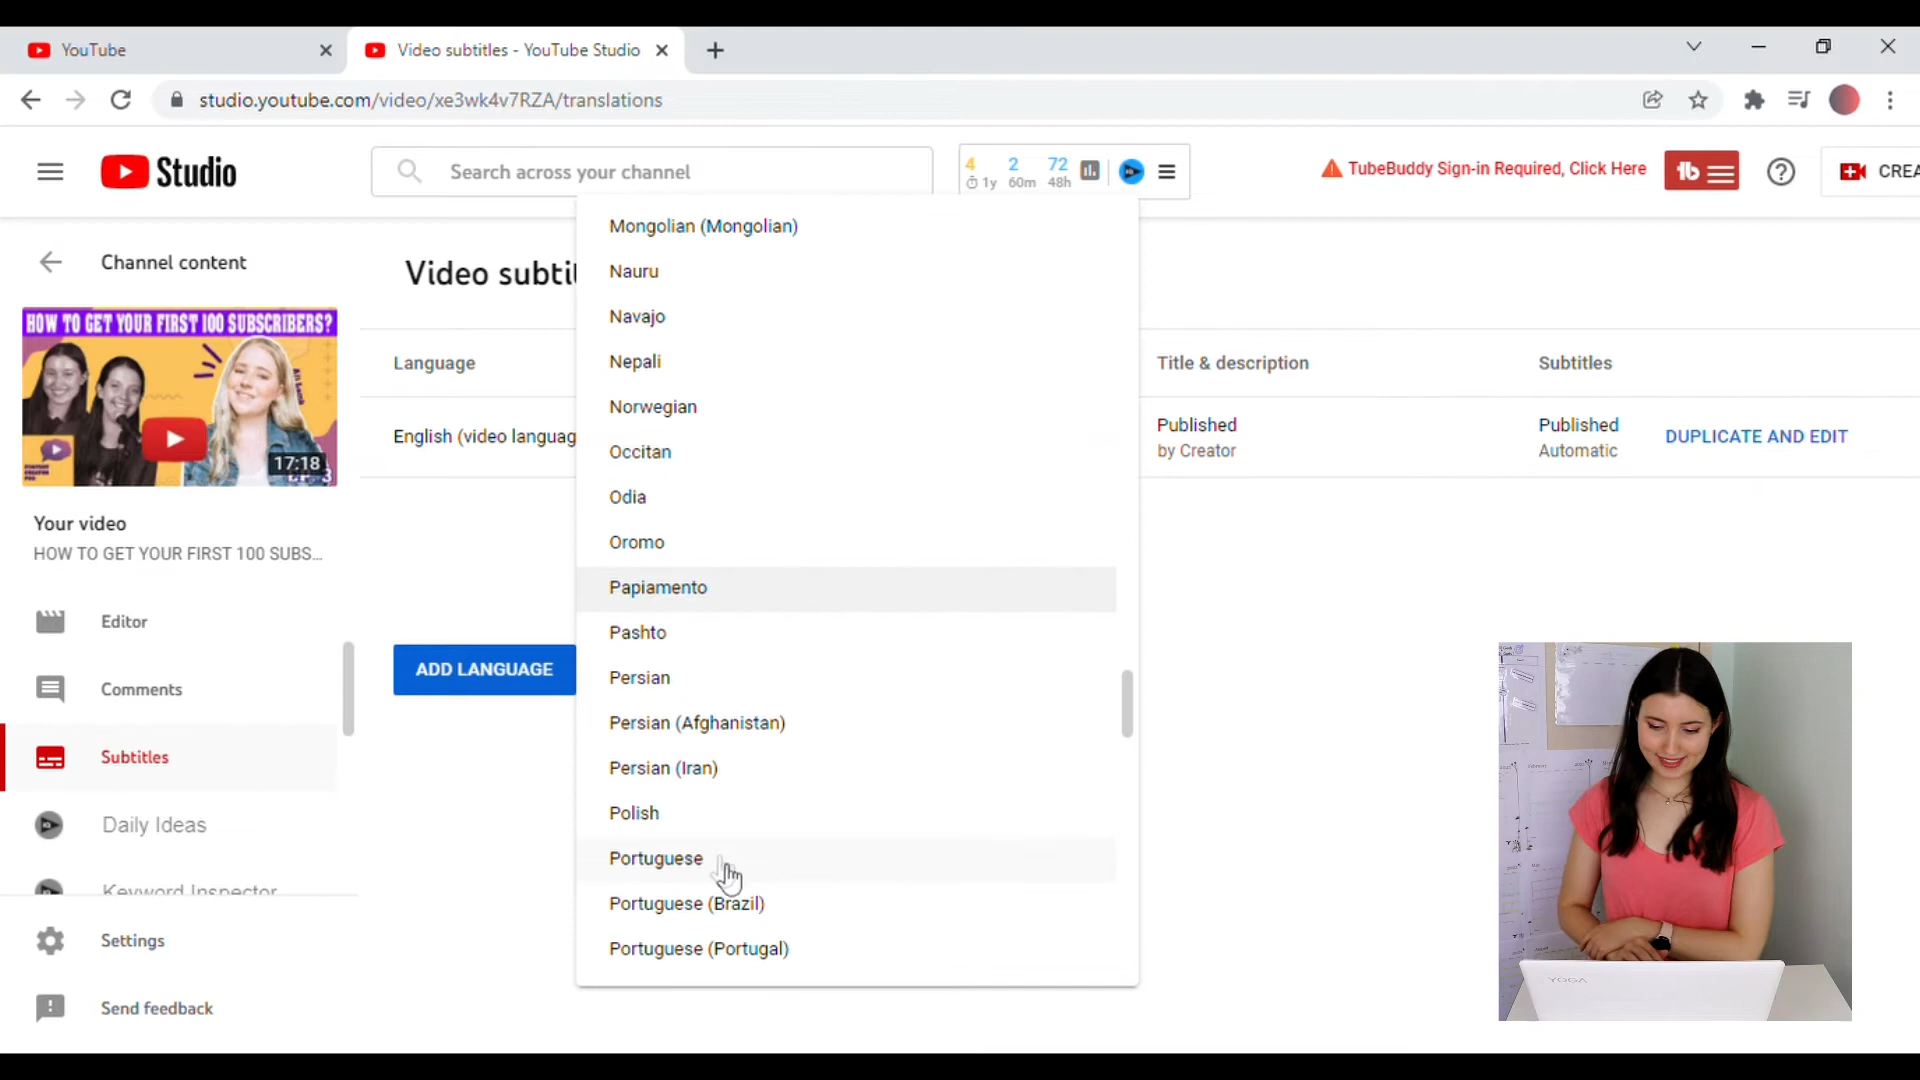 YouTube
Video subtitles - YouTube Studio
studio.youtube.com/video/xe3wk4v7RZA/translations
Studio
Search across your channel
4 2 72
1y 60m 48h
TubeBuddy Sign-in Required, Click Here
tb
CREA
Channel content
HOW TO GET YOUR FIRST 100 SUBSCRIBERS?
17:18
Your video
HOW TO GET YOUR FIRST 100 SUBS...
Editor
Comments
Subtitles
Daily Ideas
Keyword Inspector
Settings
Send feedback
Video subtit
Language
Title & description
Subtitles
English (video languag
Published
by Creator
Published
Automatic
DUPLICATE AND EDIT
ADD LANGUAGE
Mongolian (Mongolian)
Nauru
Navajo
Nepali
Norwegian
Occitan
Odia
Oromo
Papiamento
Pashto
Persian
Persian (Afghanistan)
Persian (Iran)
Polish
Portuguese
Portuguese (Brazil)
Portuguese (Portugal)
YOGA